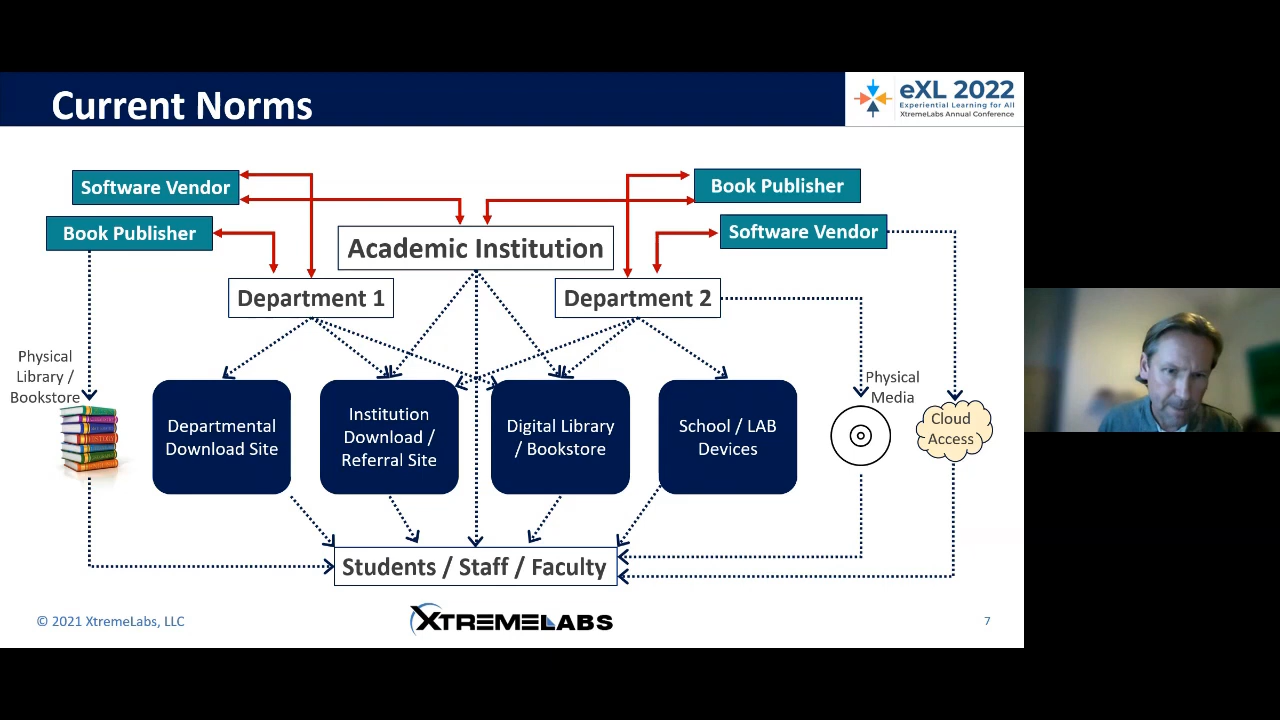 Current Norms
eXL 2022
Experiential Learning for All
XtremeLabs Annual Conference
Software Vendor
Book Publisher
Book Publisher
Software Vendor
Academic Institution
Department 1
Department 2
Physical
Library /
Bookstore
HISTORY
Departmental
Download Site
Institution
Download /
Referral Site
Digital Library
/ Bookstore
School / LAB
Devices
Physical
Media
Cloud
Access
Students / Staff / Faculty
© 2021 XtremeLabs, LLC
XTREMELABS
7